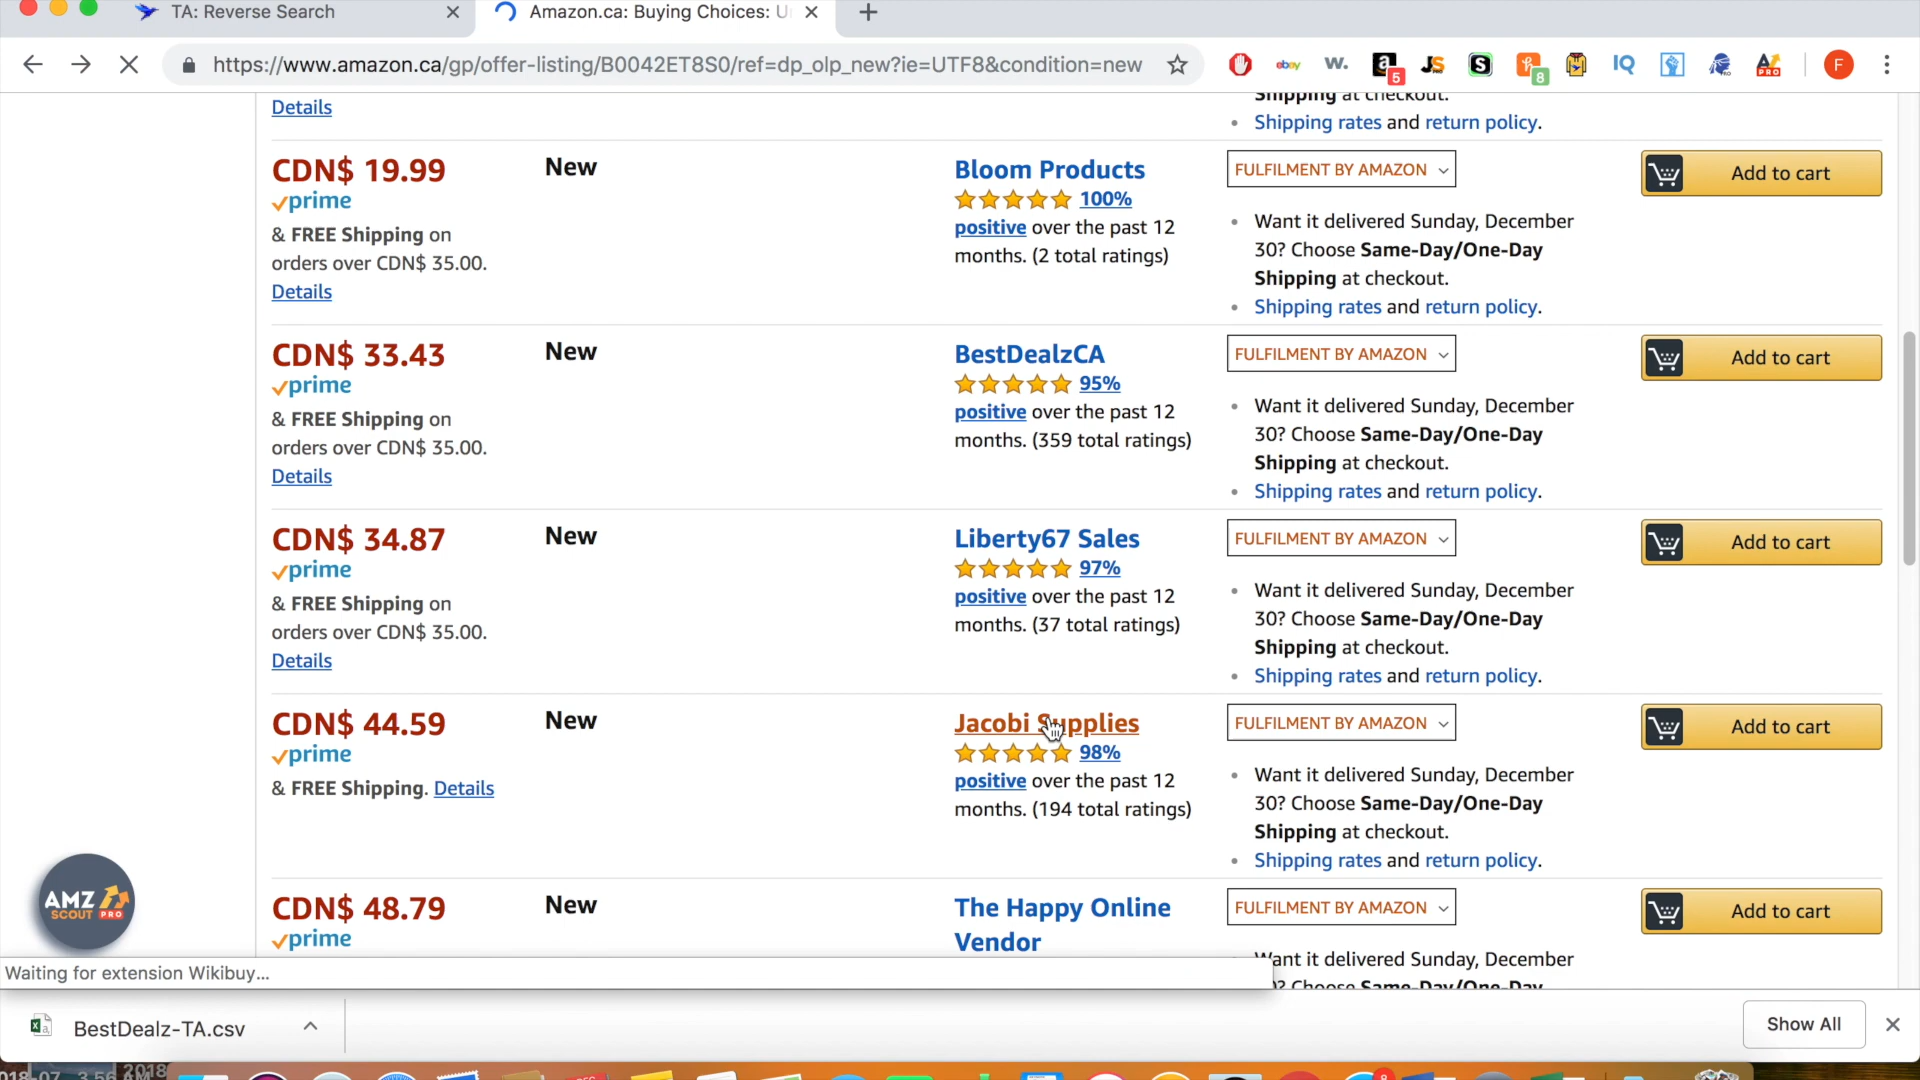 TA: Reverse Search
Amazon.ca: Buying Choices: U
https://www.amazon.ca/gp/offer-listing/B0042ET8S0/ref=dp_olp_new?ie=UTF8&condition=new
ebay
w.
a
5
JS
S
8
IQ
PRO
PRO
F
Details
Shipping at checkout.
Shipping rates and return policy.
CDN$ 19.99
prime
& FREE Shipping on
orders over CDN$ 35.00.
Details
New
Bloom Products
100%
positive over the past 12
months. (2 total ratings)
FULFILMENT BY AMAZON
Want it delivered Sunday, December
30? Choose Same-Day/One-Day
Shipping at checkout.
Shipping rates and return policy.
Add to cart
CDN$ 33.43
prime
& FREE Shipping on
orders over CDN$ 35.00.
Details
New
BestDealzCA
95%
positive over the past 12
months. (359 total ratings)
FULFILMENT BY AMAZON
Want it delivered Sunday, December
30? Choose Same-Day/One-Day
Shipping at checkout.
Shipping rates and return policy.
Add to cart
CDN$ 34.87
prime
& FREE Shipping on
orders over CDN$ 35.00.
Details
New
Liberty67 Sales
97%
positive over the past 12
months. (37 total ratings)
FULFILMENT BY AMAZON
Want it delivered Sunday, December
30? Choose Same-Day/One-Day
Shipping at checkout.
Shipping rates and return policy.
Add to cart
CDN$ 44.59
prime
& FREE Shipping. Details
New
Jacobi Supplies
98%
positive over the past 12
months. (194 total ratings)
FULFILMENT BY AMAZON
Want it delivered Sunday, December
30? Choose Same-Day/One-Day
Shipping at checkout.
Shipping rates and return policy.
Add to cart
CDN$ 48.79
prime
New
The Happy Online
Vendor
FULFILMENT BY AMAZON
Want it delivered Sunday, December
30? Choose Same-Day/One-Day
Add to cart
AMZ
SCOUT PRO
Waiting for extension Wikibuy...
BestDealz-TA.csv
Show All